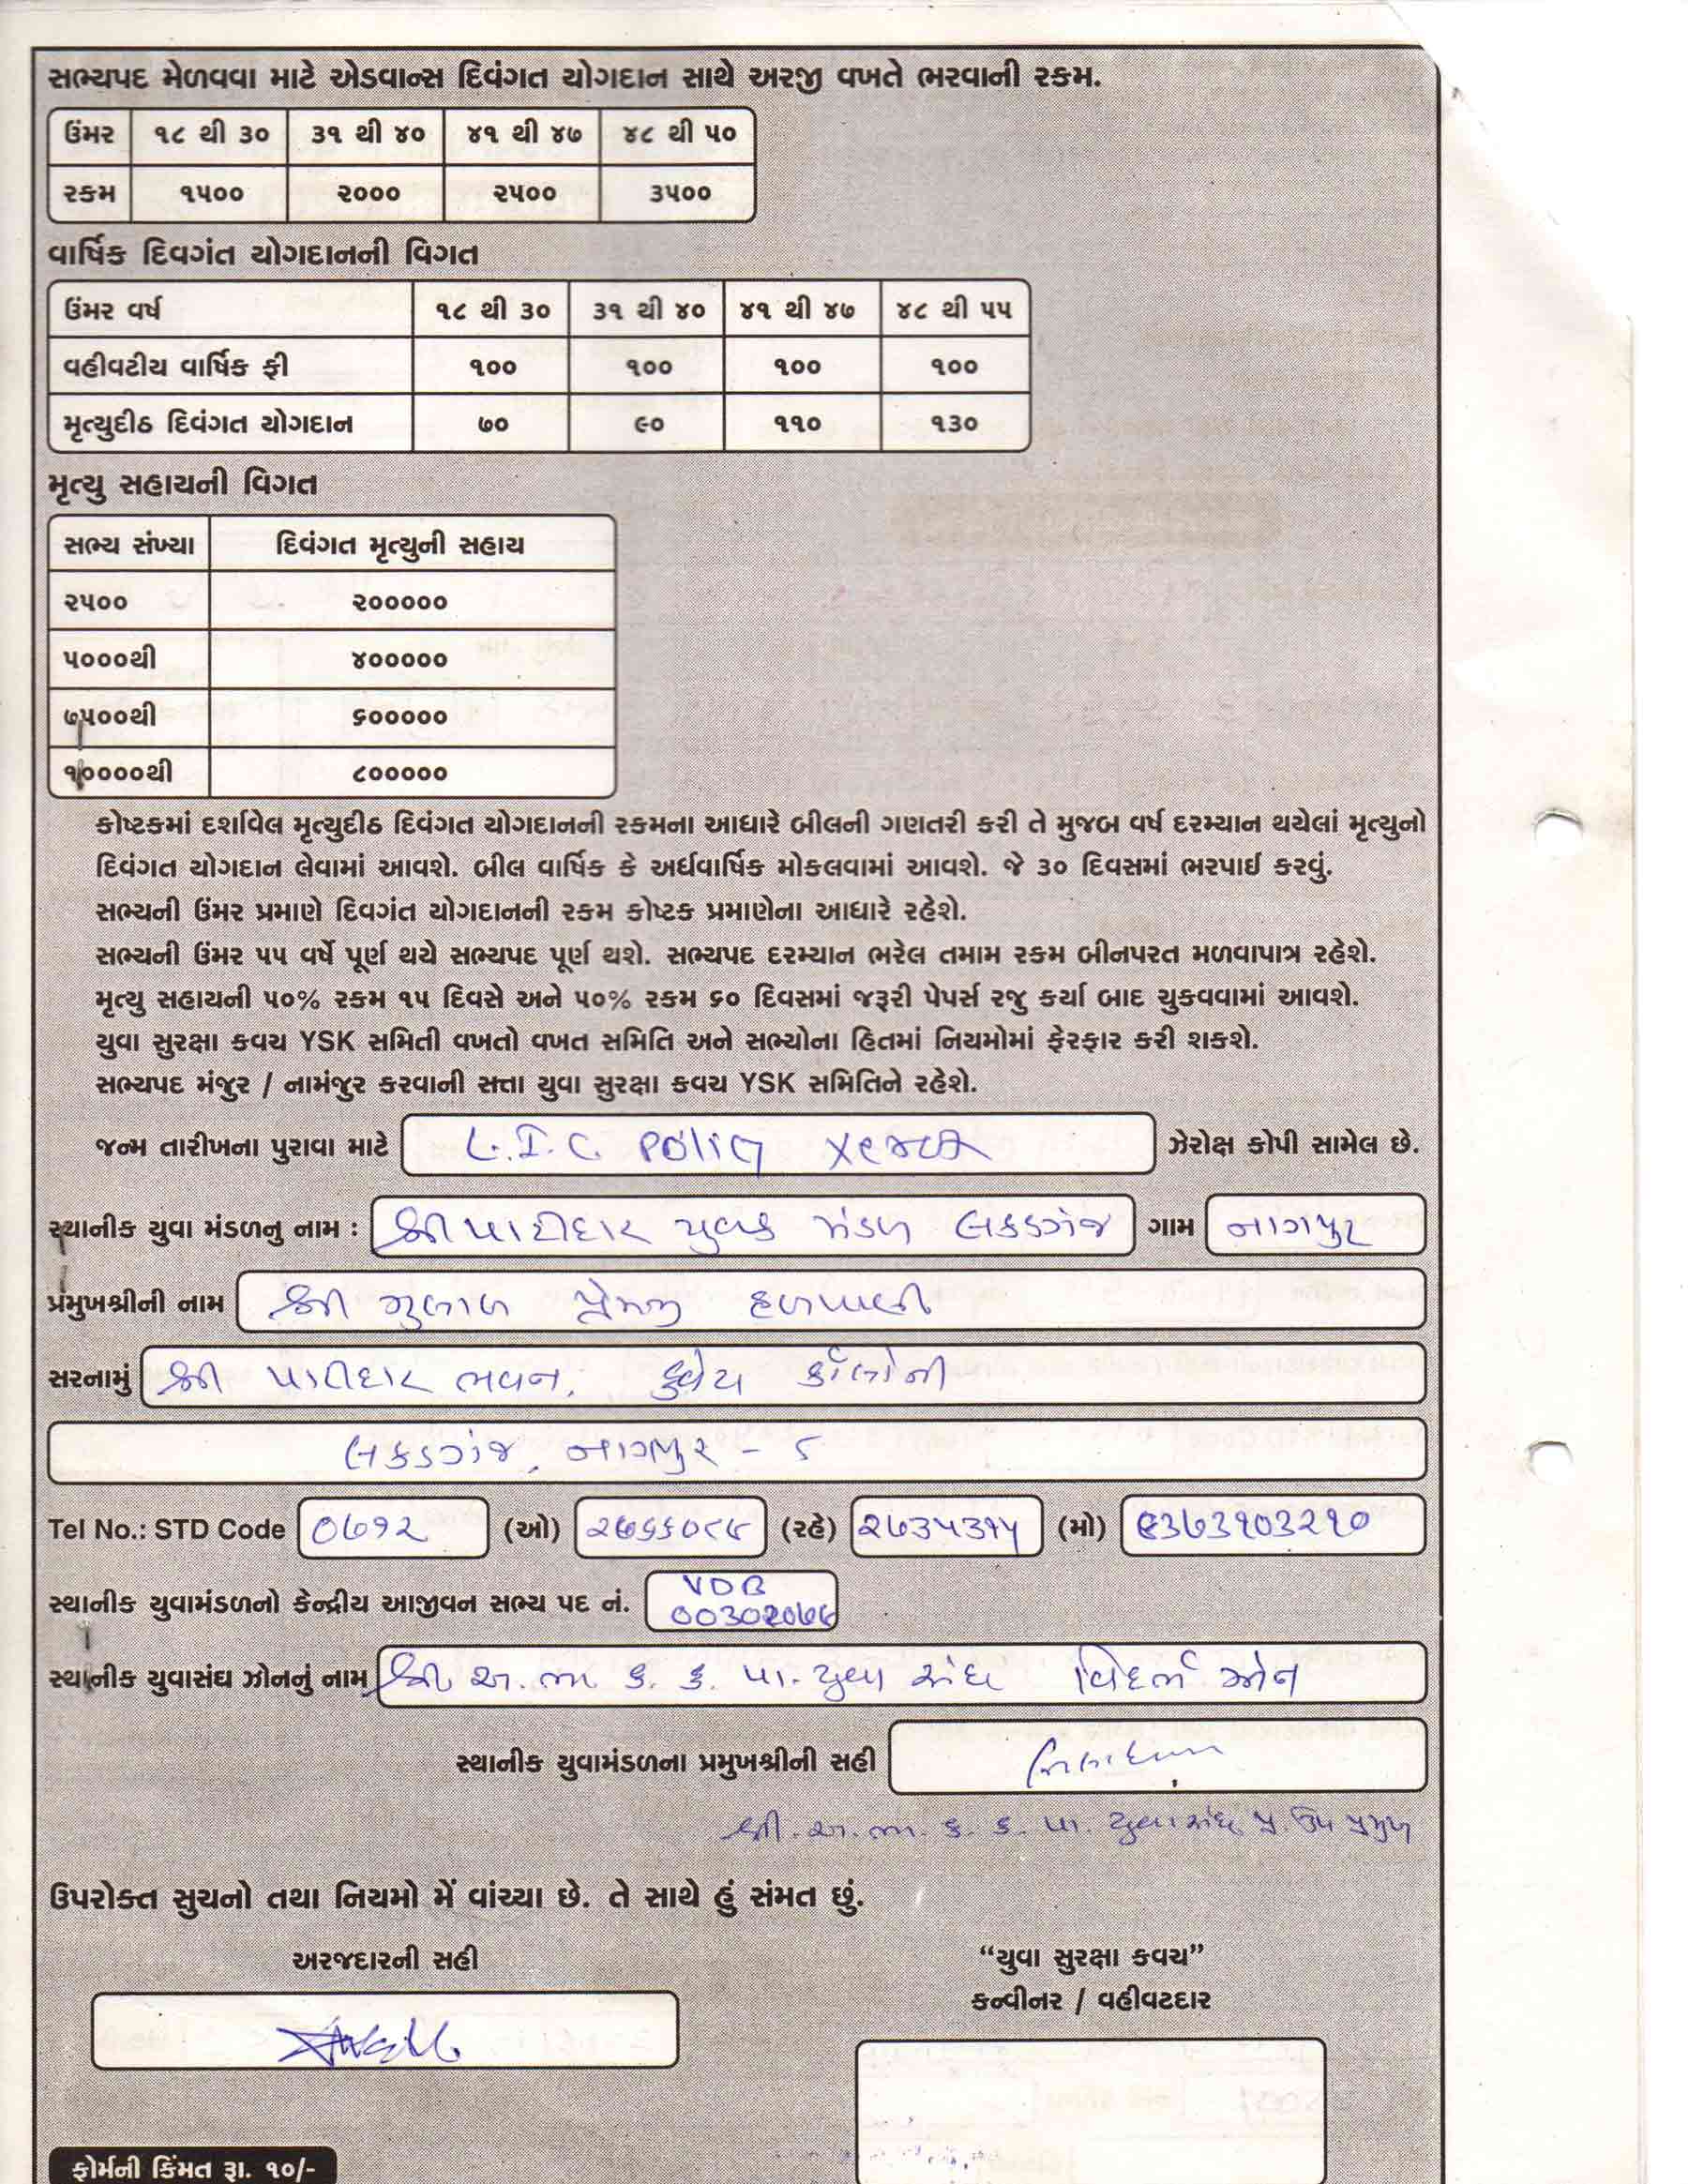 સભ્યપદ મેળવવા માટે એડવાન્સ દિવંગત યોગદાન સાથે અરજી વખતે ભરવાની રકમ.
ઉંમર ૧૮ થી ૩૦ ૩૧ થી ૪૦ ૪૧ થી ૪૭ ૪૮ થી ૫૦
રકમ ૧૫૦૦ ૨૦૦૦ ૨૫૦૦ ૩૫૦૦
વાર્ષિક દિવગંત યોગદાનની વિગત
ઉંમર વર્ષ ૧૮ થી ૩૦ ૩૧ થી ૪૦ ૪૧ થી ૪૭ ૪૮ થી ૫૫
વહીવટીય વાર્ષિક ફી ૧૦૦ ૧૦૦ ૧૦૦ ૧૦૦
મૃત્યુદીઠ દિવંગત યોગદાન ૭૦ ૯૦ ૧૧૦ ૧૩૦
મૃત્યુ સહાયની વિગત
સભ્ય સંખ્યા દિવંગત મૃત્યુની સહાય
૨૫૦૦ ૨૦૦૦૦૦
૫૦૦૦થી ૪૦૦૦૦૦
૭૫૦૦થી ૬૦૦૦૦૦
૧૦૦૦૦થી ૮૦૦૦૦૦
કોષ્ટકમાં દર્શાવેલ મૃત્યુદીઠ દિવંગત યોગદાનની રકમના આધારે બીલની ગણતરી કરી તે મુજબ વર્ષ દરમ્યાન થયેલાં મૃત્યુનો
દિવંગત યોગદાન લેવામાં આવશે. બીલ વાર્ષિક કે અર્ધવાર્ષિક મોકલવામાં આવશે. જે ૩૦ દિવસમાં ભરપાઈ કરવું.
સભ્યની ઉંમર પ્રમાણે દિવગંત યોગદાનની રકમ કોષ્ટક પ્રમાણેના આધારે રહેશે.
સભ્યની ઉંમર ૫૫ વર્ષે પૂર્ણ થયે સભ્યપદ પૂર્ણ થશે. સભ્યપદ દરમ્યાન ભરેલ તમામ રકમ બીનપરત મળવાપાત્ર રહેશે.
મૃત્યુ સહાયની ૫૦% રકમ ૧૫ દિવસે અને ૫૦% રકમ ૬૦ દિવસમાં જરૂરી પેપર્સ રજુ કર્યા બાદ ચુકવવામાં આવશે.
યુવા સુરક્ષા કવચ YSK સમિતી વખતો વખત સમિતિ અને સભ્યોના હિતમાં નિયમોમાં ફેરફાર કરી શકશે.
સભ્યપદ મંજુર / નામંજુર કરવાની સત્તા યુવા સુરક્ષા કવચ YSK સમિતિને રહેશે.
જન્મ તારીખના પુરાવા માટે L.I.C. Policy Xerox ઝેરોક્ષ કોપી સામેલ છે.
સ્થાનીક યુવા મંડળનુ નામ : શ્રી પાટીદાર યુવક મંડળ લકડગંજ ગામ નાગપુર
પ્રમુખશ્રીની નામ શ્રી ગુલાબ પ્રેમજી
સરનામું શ્રી પાટીદાર ભવન, ક્વેટા કૉલોની
લકડગંજ, નાગપુર - ૮
Tel No.: STD Code ૦૭૧૨ (ઓ) ૨૭૬૬૦૮૮ (રહે) ૨૭૩૫૩૧૫ (મો) ૯૩૭૩૧૦૩૨૧૦
સ્થાનીક યુવામંડળનો કેન્દ્રીય આજીવન સભ્ય પદ નં. VDB
સ્થાનીક યુવાસંઘ ઝોનનું નામ શ્રી અ. ભા. ક. ક. પા. યુવા સંઘ વિદર્ભ ઝોન
સ્થાનીક યુવામંડળના પ્રમુખશ્રીની સહી
શ્રી. અ. ભા. ક. ક. પા. યુવાસંઘ પૂ. ઉપ પ્રમુખ
ઉપરોક્ત સુચનો તથા નિયમો મેં વાંચ્યા છે. તે સાથે હું સંમત છું.
અરજદારની સહી
“યુવા સુરક્ષા કવચ”
કન્વીનર / વહીવટદાર
ફોર્મની કિંમત રૂા. ૧૦/-